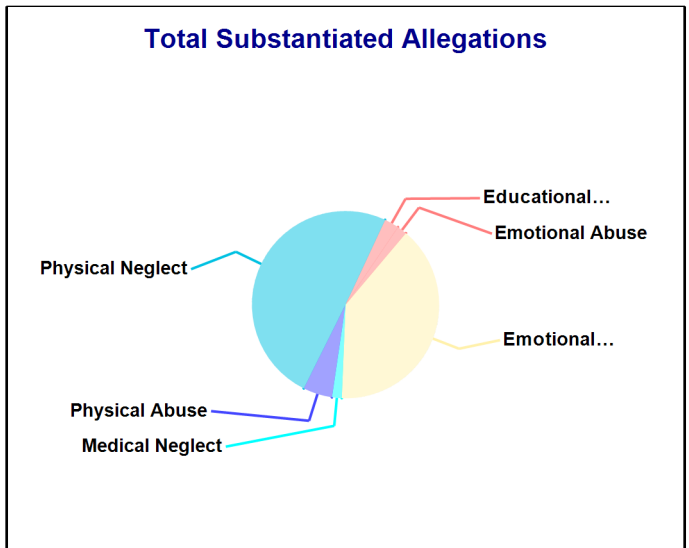 Total Substantiated Allegations
Educational...
Emotional Abuse
Physical Neglect
Emotional...
Physical Abuse
Medical Neglect